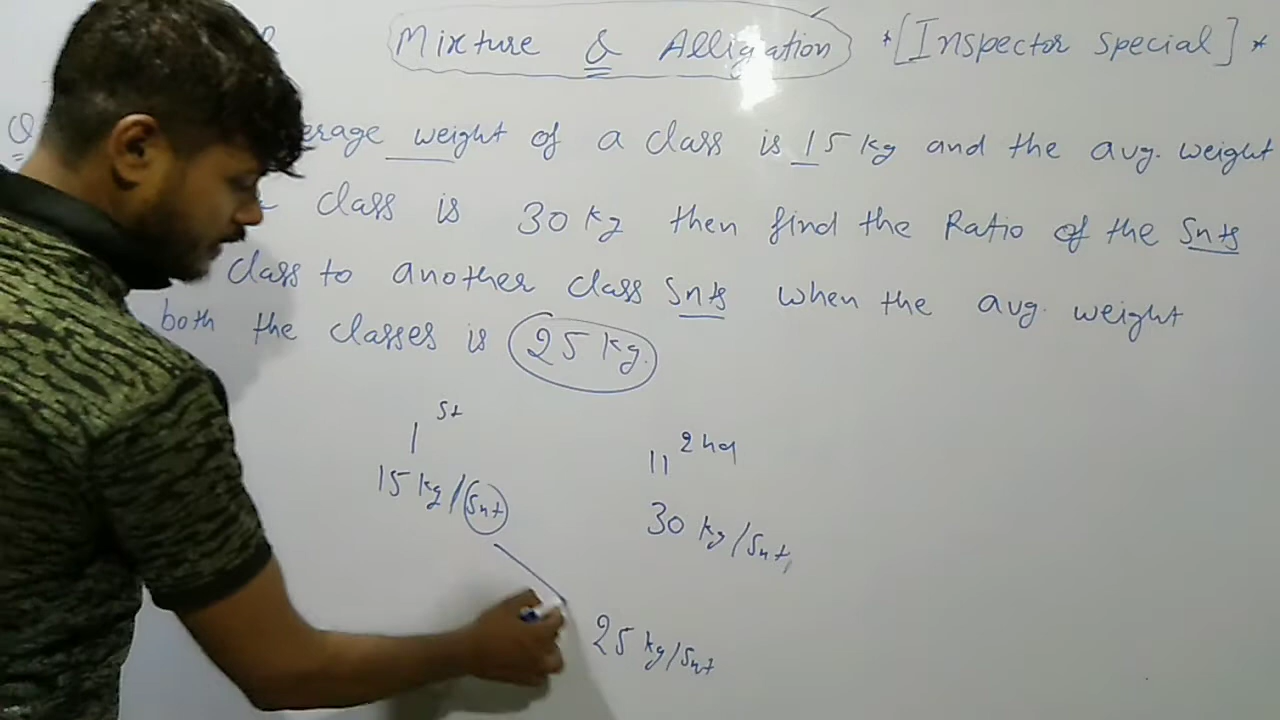 Mixture & Alligation *[Inspector special]*
Q erage weight of a class is 15 kg and the avg. weight
class is 30 kg then find the Ratio of the Snts
class to another class Snts when the avg. weight
both the classes is 25 kg.
1st
2nd
15 kg/Snt
30 kg/Snt
25 kg/Snt